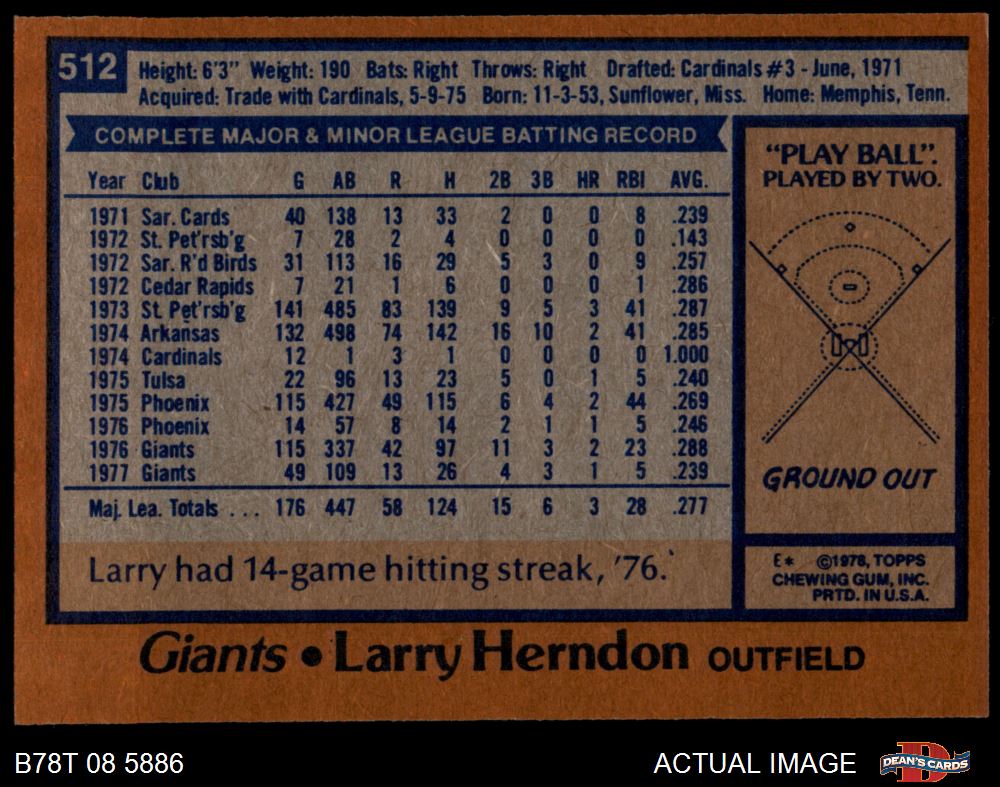 512
Height: 6'3" Weight: 190 Bats: Right Throws: Right Drafted: Cardinals #3 - June, 1971
Acquired: Trade with Cardinals, 5-9-75 Born: 11-3-53, Sunflower, Miss. Home: Memphis, Tenn.
COMPLETE MAJOR & MINOR LEAGUE BATTING RECORD
Year Club G AB R H 2B 3B HR RBI AVG.
1971 Sar. Cards 40 138 13 33 2 0 0 8 .239
1972 St. Pet'rsb'g 7 28 2 4 0 0 0 0 .143
1972 Sar. R'd Birds 31 113 16 29 5 3 0 9 .257
1972 Cedar Rapids 7 21 1 6 0 0 0 1 .286
1973 St. Pet'rsb'g 141 485 83 139 9 5 3 41 .287
1974 Arkansas 132 498 74 142 16 10 2 41 .285
1974 Cardinals 12 1 3 1 0 0 0 0 1.000
1975 Tulsa 22 96 13 23 5 0 1 5 .240
1975 Phoenix 115 427 49 115 6 4 2 44 .269
1976 Phoenix 14 57 8 14 2 1 1 5 .246
1976 Giants 115 337 42 97 11 3 2 23 .288
1977 Giants 49 109 13 26 4 3 1 5 .239
Maj. Lea. Totals . . . 176 447 58 124 15 6 3 28 .277
Larry had 14-game hitting streak, '76.
"PLAY BALL".
PLAYED BY TWO.
GROUND OUT
E* ©1978, TOPPS
CHEWING GUM, INC.
PRTD. IN U.S.A.
Giants • Larry Herndon OUTFIELD
B78T 08 5886
ACTUAL IMAGE
D
DEAN'S CARDS